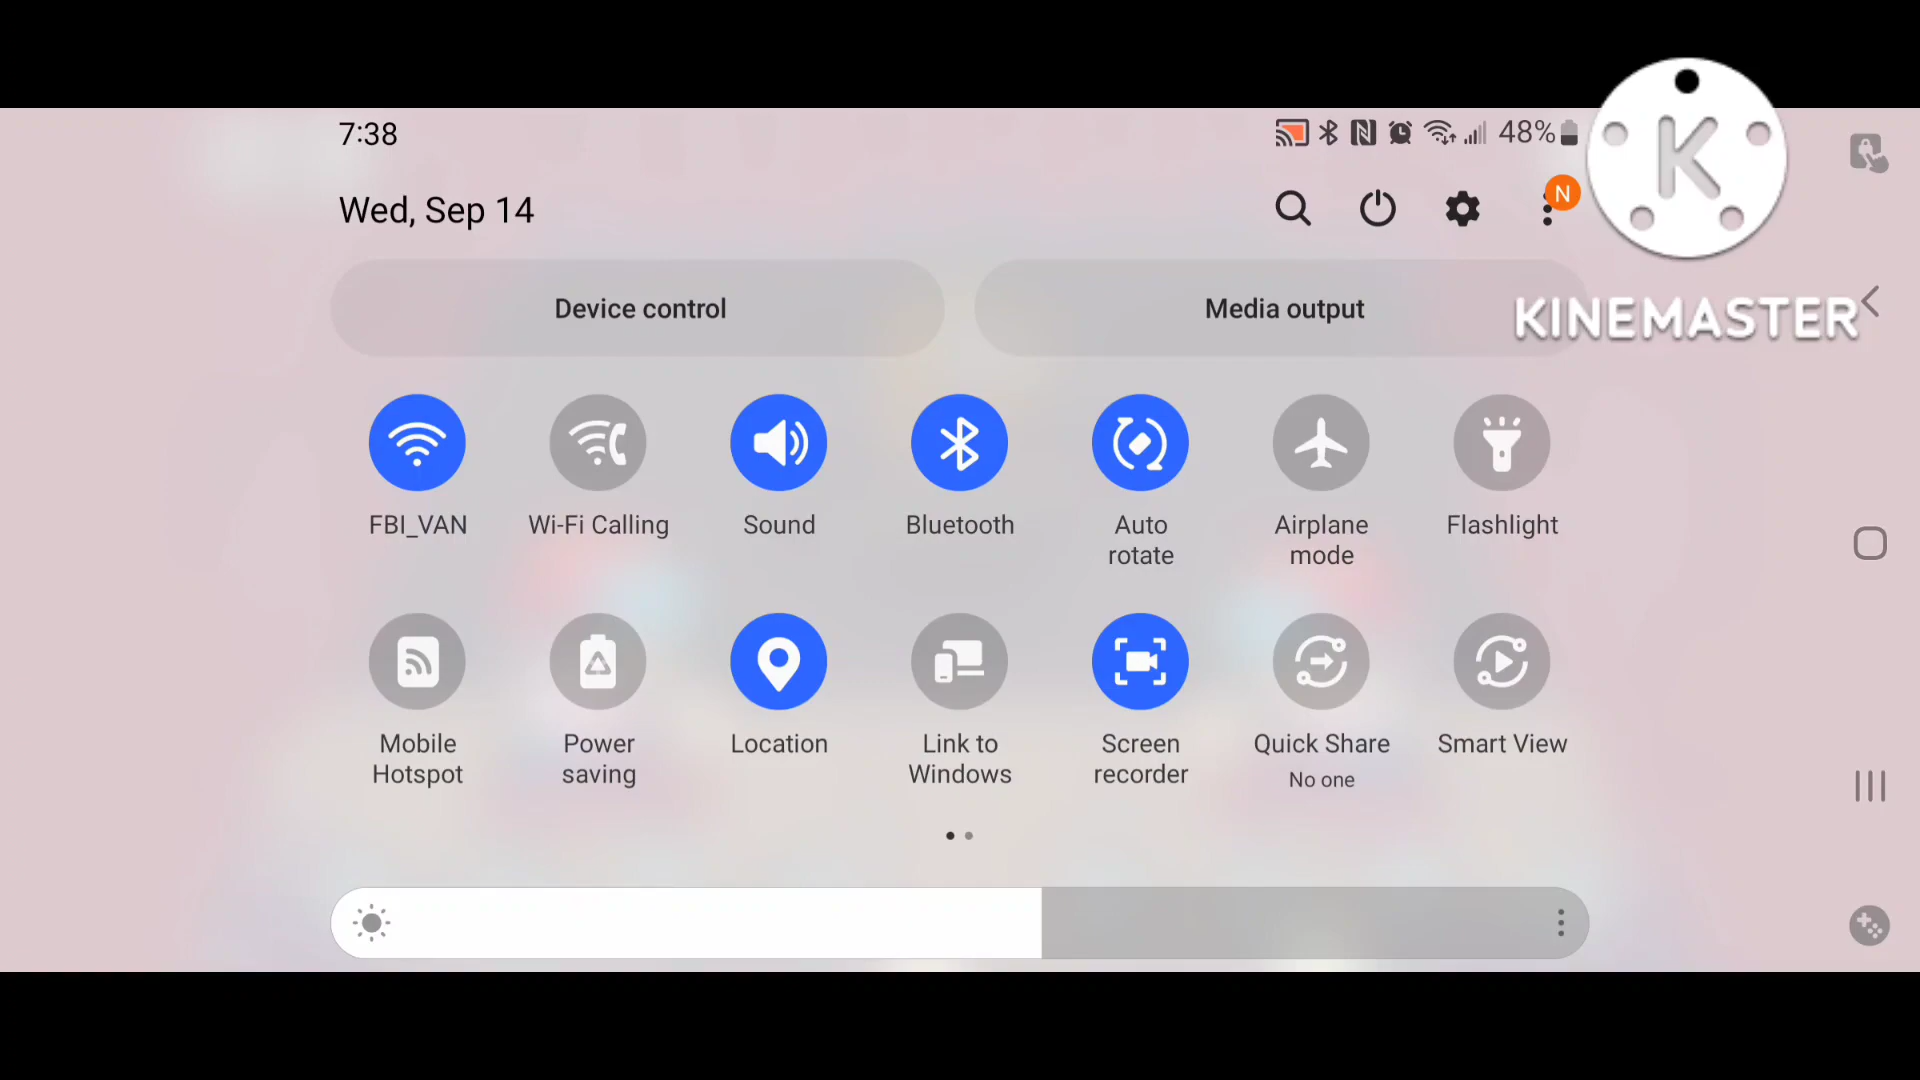 7:38
48%
Wed, Sep 14
N
K
KINEMASTER
Device control
Media output
FBI_VAN
Wi-Fi Calling
Sound
Bluetooth
Auto
rotate
Airplane
mode
Flashlight
Mobile
Hotspot
Power
saving
Location
Link to
Windows
Screen
recorder
Quick Share
No one
Smart View